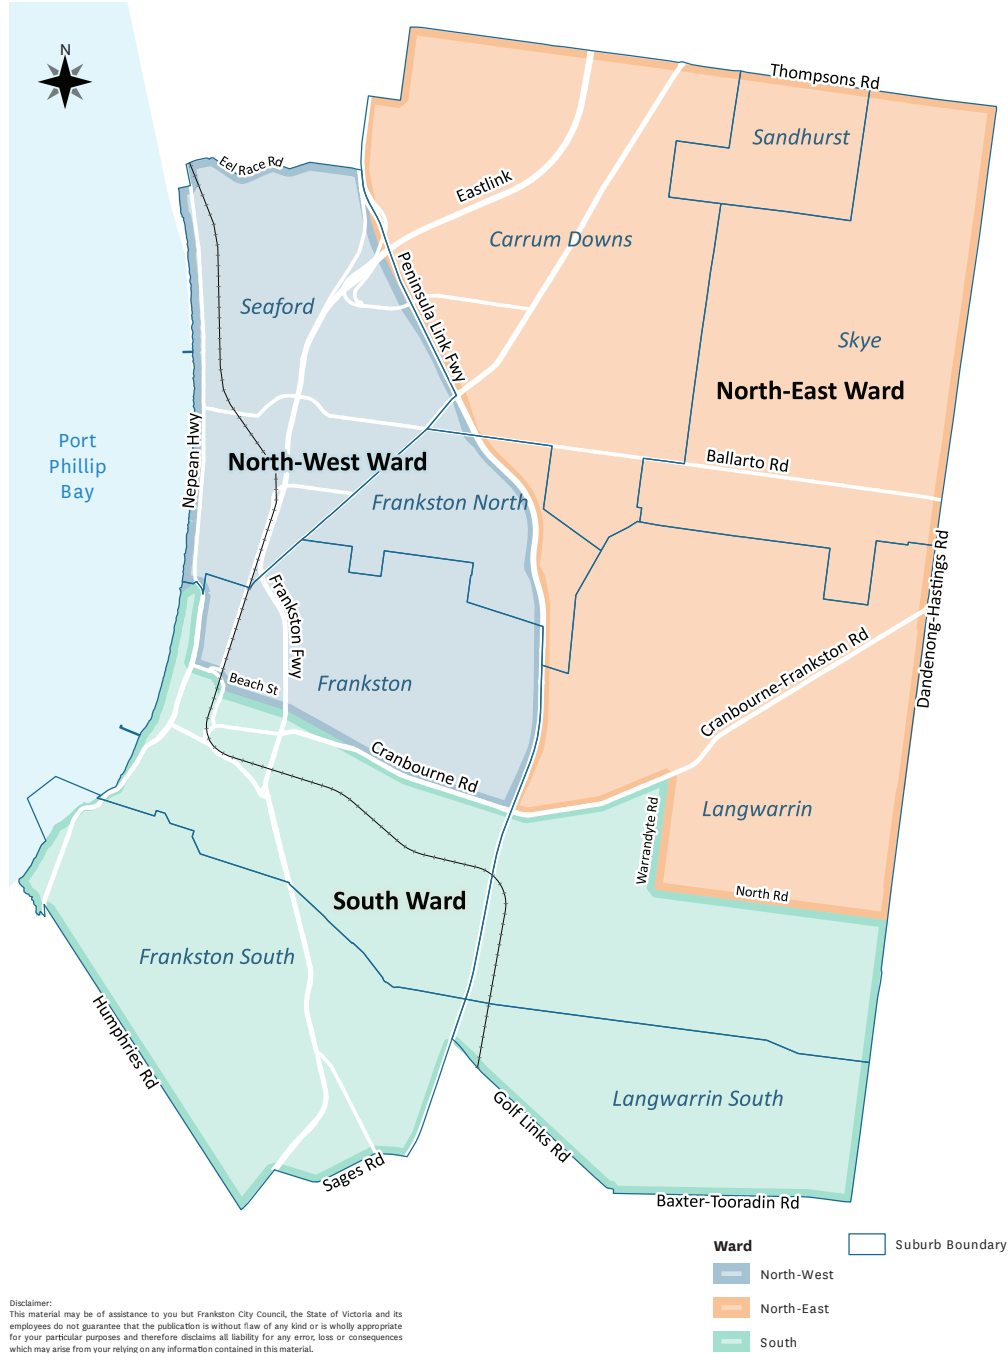 N
Thompsons Rd
Sandhurst
Eel Race Rd
Eastlink
Carrum Downs
Peninsula Link Fwy
Seaford
Skye
North-East Ward
Port
Phillip
Bay
Nepean Hwy
North-West Ward
Ballarto Rd
Frankston North
Dandenong-Hastings Rd
Frankston Fwy
Cranbourne-Frankston Rd
Beach St
Frankston
Cranbourne Rd
Warrandyte Rd
Langwarrin
North Rd
South Ward
Frankston South
Humphries Rd
Langwarrin South
Golf Links Rd
Sages Rd
Baxter-Tooradin Rd
Ward
Suburb Boundary
North-West
North-East
South
Disclaimer:
This material may be of assistance to you but Frankston City Council, the State of Victoria and its
employees do not guarantee that the publication is without flaw of any kind or is wholly appropriate
for your particular purposes and therefore disclaims all liability for any error, loss or consequences
which may arise from your relying on any information contained in this material.